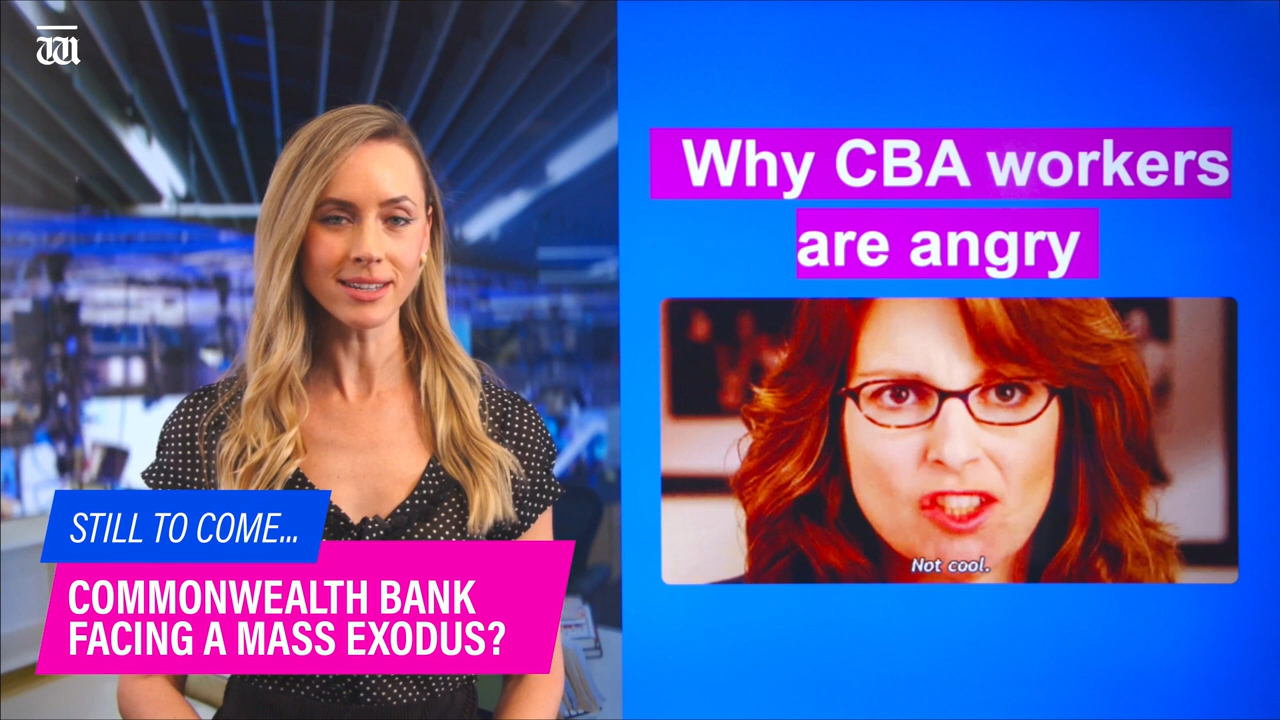 Why CBA workers
are angry
Not cool.
STILL TO COME...
COMMONWEALTH BANK
FACING A MASS EXODUS?